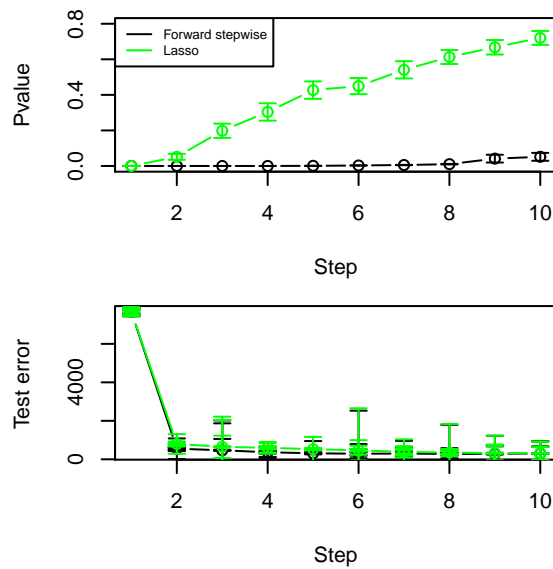 Pvalue
0.0 0.4 0.8
Forward stepwise
Lasso
2 4 6 8 10
Step
Test error
0 4000
2 4 6 8 10
Step